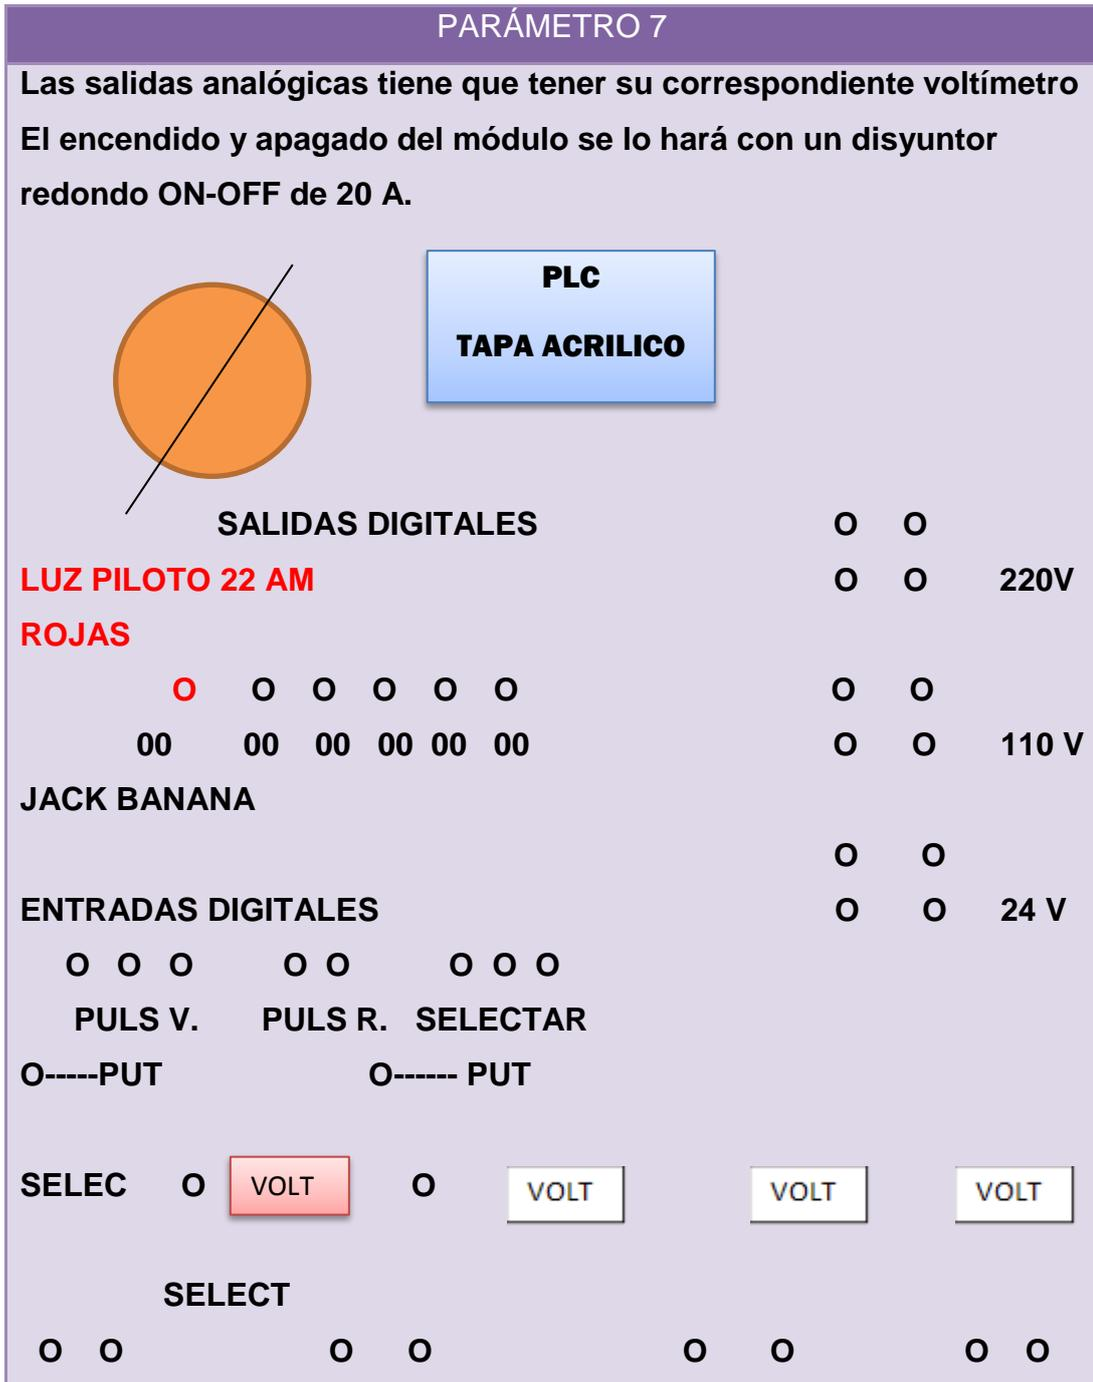 PARÁMETRO 7
Las salidas analógicas tiene que tener su correspondiente voltímetro
El encendido y apagado del módulo se lo hará con un disyuntor
redondo ON-OFF de 20 A.
PLC
TAPA ACRILICO
SALIDAS DIGITALES O O
LUZ PILOTO 22 AM O O 220V
ROJAS
O O O O O O O O
00 00 00 00 00 00 O O 110 V
JACK BANANA
O O
ENTRADAS DIGITALES O O 24 V
O O O O O O O O
PULS V. PULS R. SELECTAR
O-----PUT O------ PUT
SELEC O VOLT O VOLT VOLT VOLT
SELECT
O O O O O O O O